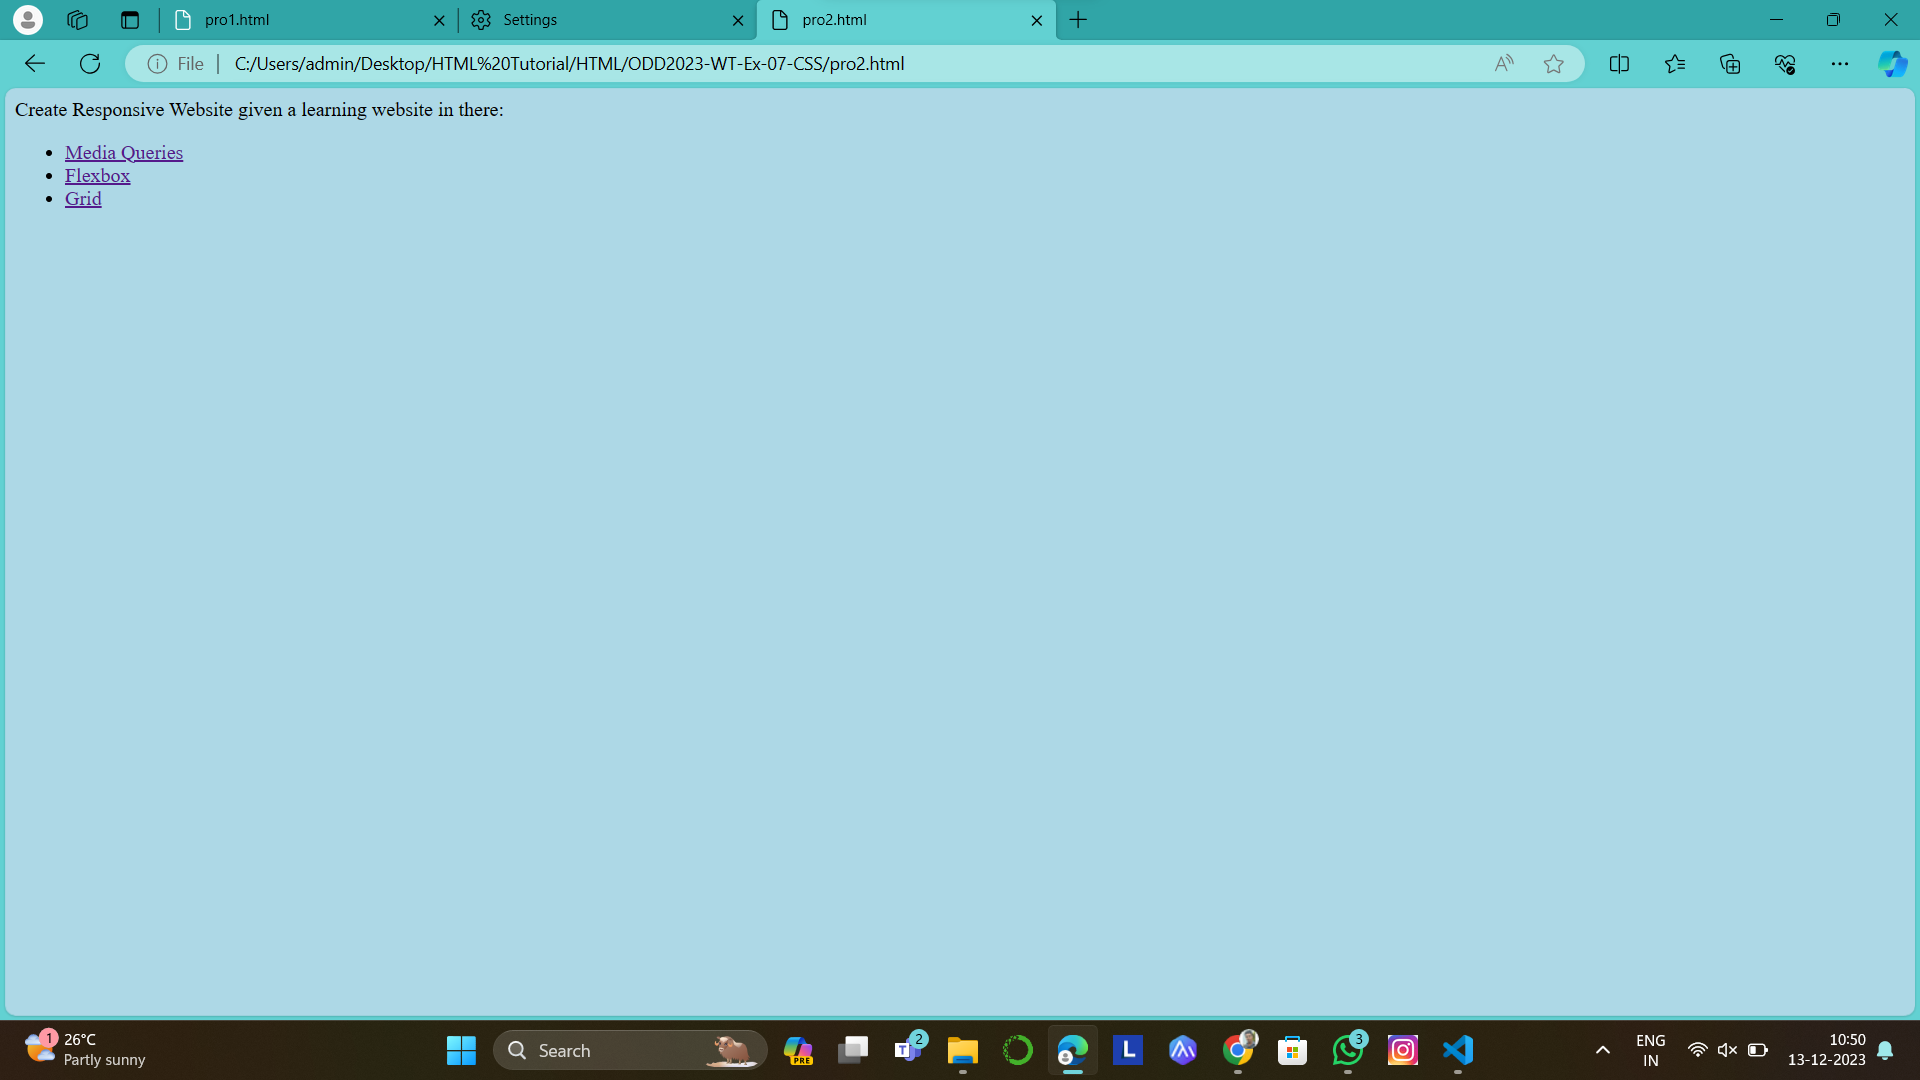 pro1.html
Settings
pro2.html
File
C:/Users/admin/Desktop/HTML%20Tutorial/HTML/ODD2023-WT-Ex-07-CSS/pro2.html
Create Responsive Website given a learning website in there:
Media Queries
Flexbox
Grid
1
26°C
Partly sunny
Search
PRE
T
2
L
3
ENG
IN
10:50
13-12-2023